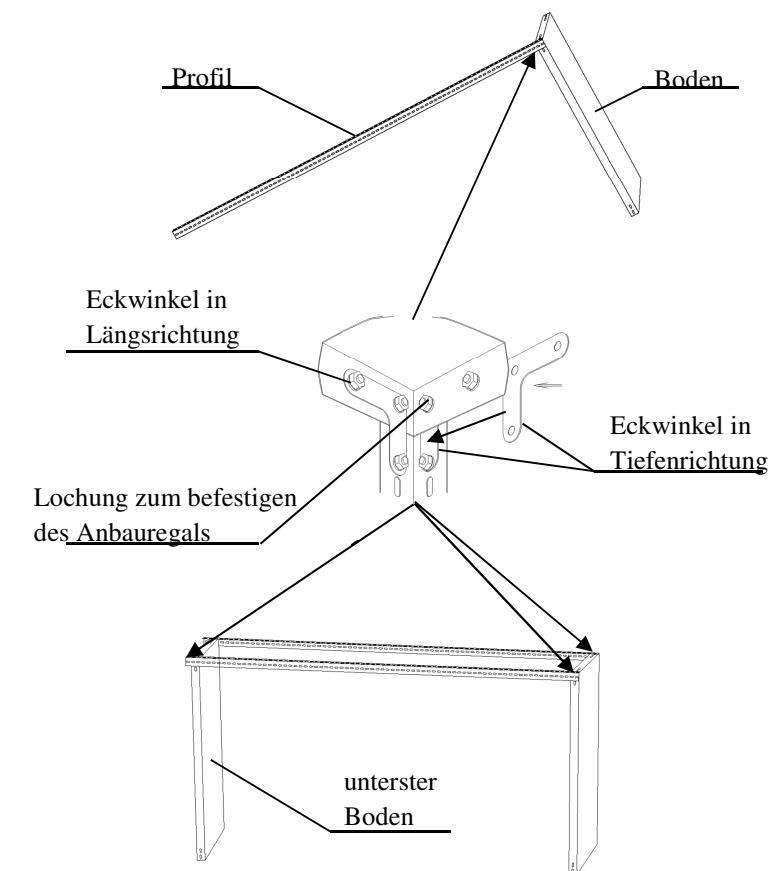 Profil
Boden
Eckwinkel in
Längsrichtung
Eckwinkel in
Tiefenrichtung
Lochung zum befestigen
des Anbauregals
unterster
Boden